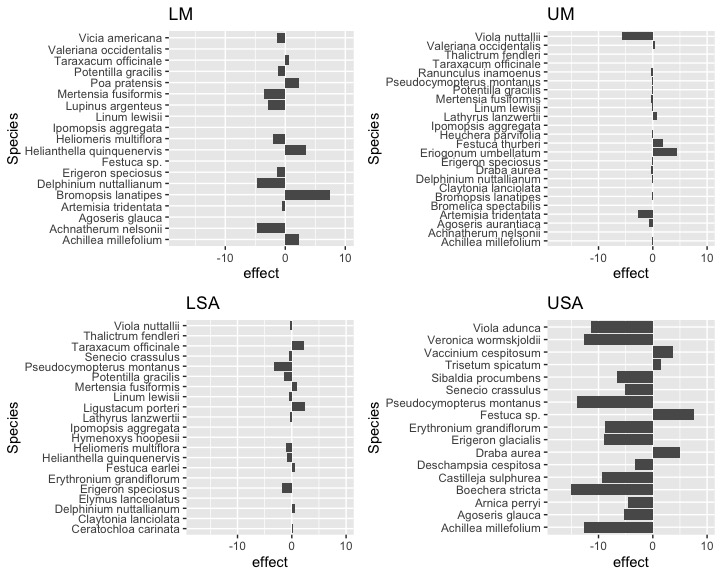 LM
Species
Vicia americana
Valeriana occidentalis
Taraxacum officinale
Potentilla gracilis
Poa pratensis
Mertensia fusiformis
Lupinus argenteus
Linum lewisii
Ipomopsis aggregata
Heliomeris multiflora
Helianthella quinquenervis
Festuca sp.
Erigeron speciosus
Delphinium nuttallianum
Bromopsis lanatipes
Artemisia tridentata
Agoseris glauca
Achnatherum nelsonii
Achillea millefolium
-10 0 10
effect
UM
Species
Viola nuttallii
Valeriana occidentalis
Thalictrum fendleri
Taraxacum officinale
Ranunculus inamoenus
Pseudocymopterus montanus
Potentilla gracilis
Mertensia fusiformis
Linum lewisii
Lathyrus lanzwertii
Ipomopsis aggregata
Heuchera parvifolia
Festuca thurberi
Eriogonum umbellatum
Erigeron speciosus
Draba aurea
Delphinium nuttallianum
Claytonia lanciolata
Bromopsis lanatipes
Bromelica spectabilis
Artemisia tridentata
Agoseris aurantiaca
Achnatherum nelsonii
Achillea millefolium
-10 0 10
effect
LSA
Species
Viola nuttallii
Thalictrum fendleri
Taraxacum officinale
Senecio crassulus
Pseudocymopterus montanus
Potentilla gracilis
Mertensia fusiformis
Linum lewisii
Ligustacum porteri
Lathyrus lanzwertii
Ipomopsis aggregata
Hymenoxys hoopesii
Heliomeris multiflora
Helianthella quinquenervis
Festuca earlei
Erythronium grandiflorum
Erigeron speciosus
Elymus lanceolatus
Delphinium nuttallianum
Claytonia lanciolata
Ceratochloa carinata
-10 0 10
effect
USA
Species
Viola adunca
Veronica wormskjoldii
Vaccinium cespitosum
Trisetum spicatum
Sibaldia procumbens
Senecio crassulus
Pseudocymopterus montanus
Festuca sp.
Erythronium grandiflorum
Erigeron glacialis
Draba aurea
Deschampsia cespitosa
Castilleja sulphurea
Boechera stricta
Arnica perryi
Agoseris glauca
Achillea millefolium
-10 0 10
effect